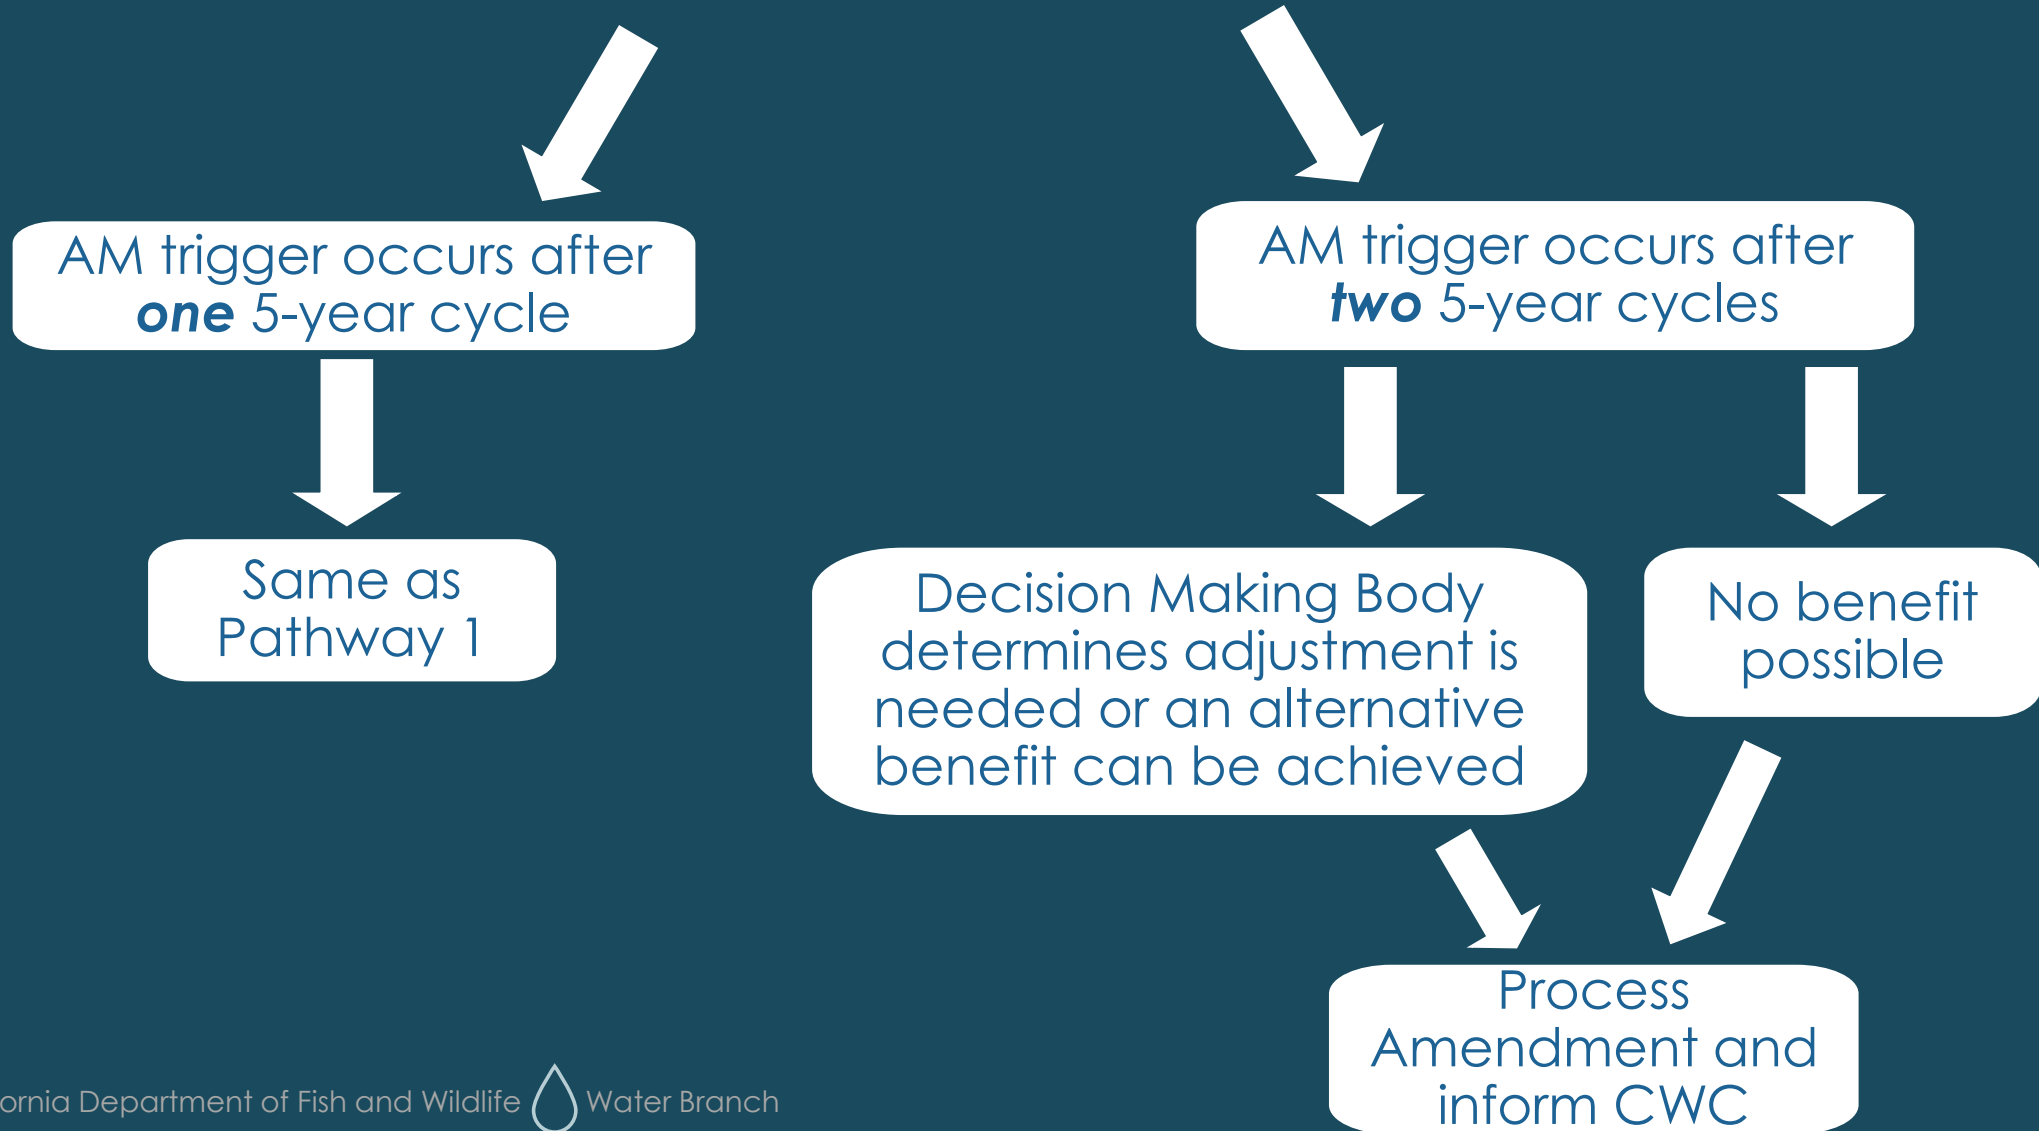 AM trigger occurs after
one 5-year cycle
AM trigger occurs after
two 5-year cycles
Same as
Pathway 1
Decision Making Body
determines adjustment is
needed or an alternative
benefit can be achieved
No benefit
possible
Process
Amendment and
inform CWC
ornia Department of Fish and Wildlife Water Branch